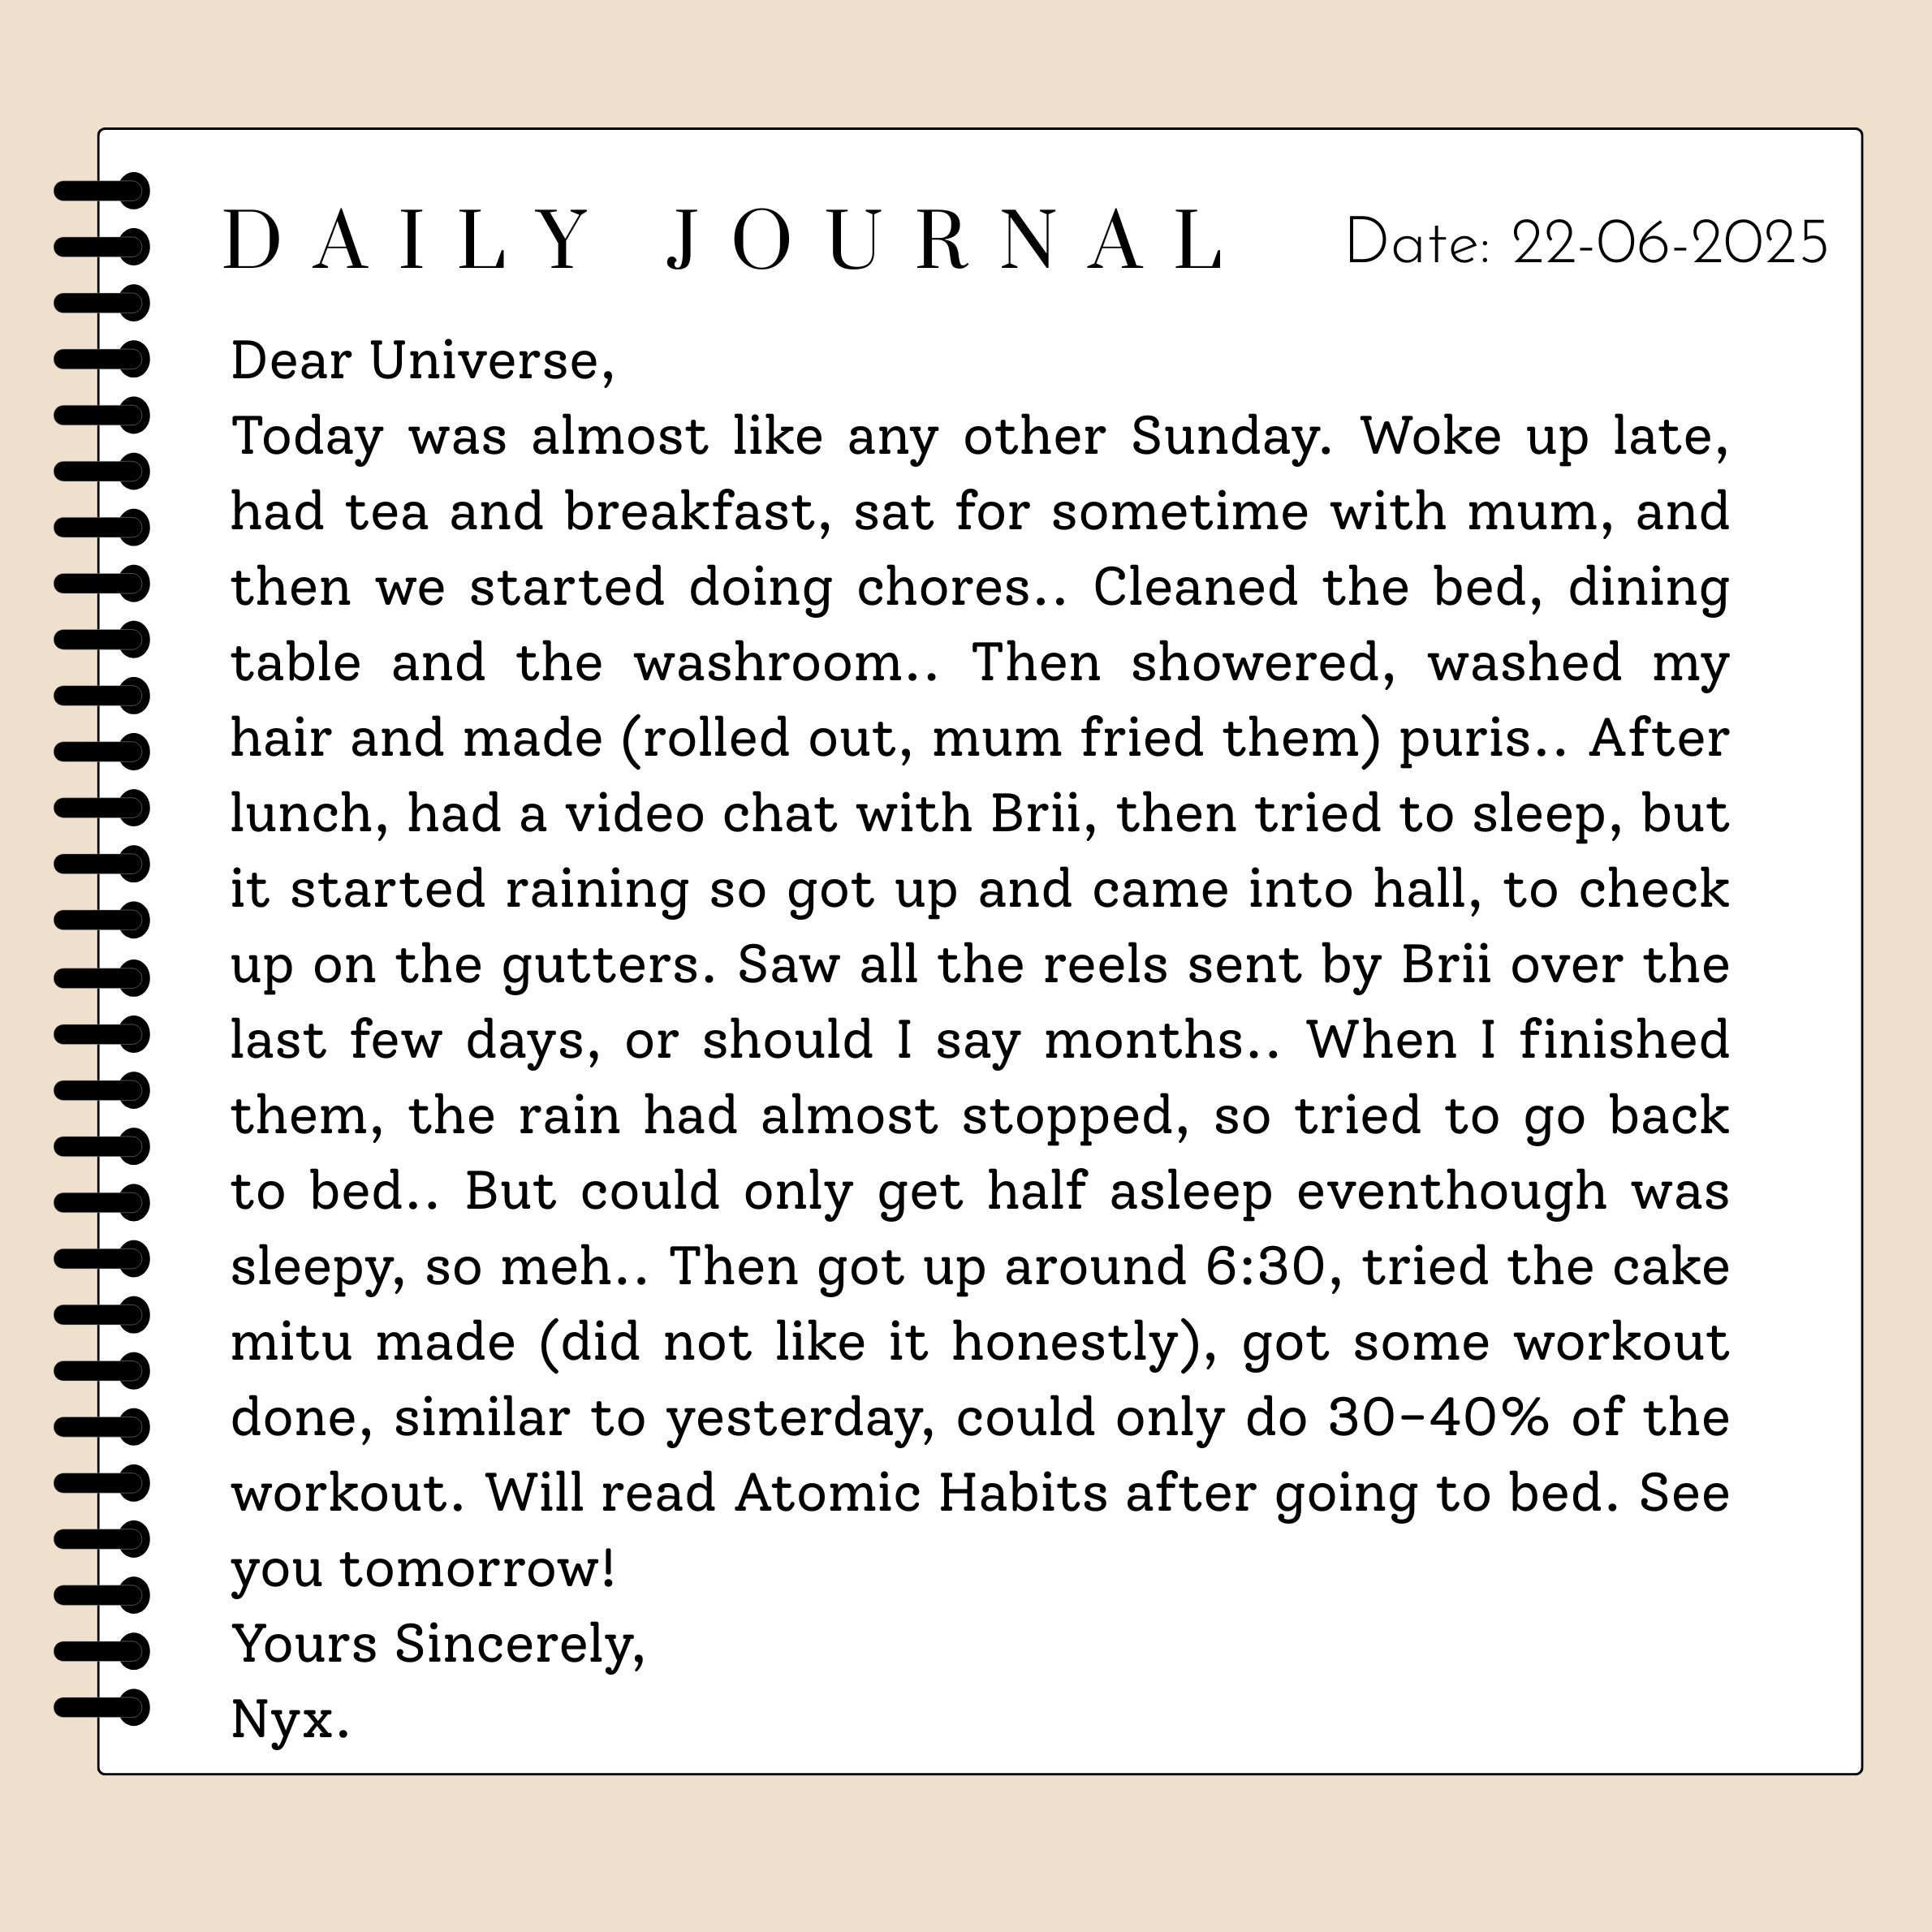 DAILY JOURNAL Date: 22-06-2025
Dear Universe,
Today was almost like any other Sunday. Woke up late,
had tea and breakfast, sat for sometime with mum, and
then we started doing chores.. Cleaned the bed, dining
table and the washroom.. Then showered, washed my
hair and made (rolled out, mum fried them) puris.. After
lunch, had a video chat with Brii, then tried to sleep, but
it started raining so got up and came into hall, to check
up on the gutters. Saw all the reels sent by Brii over the
last few days, or should I say months.. When I finished
them, the rain had almost stopped, so tried to go back
to bed.. But could only get half asleep eventhough was
sleepy, so meh.. Then got up around 6:30, tried the cake
mitu made (did not like it honestly), got some workout
done, similar to yesterday, could only do 30-40% of the
workout. Will read Atomic Habits after going to bed. See
you tomorrow!
Yours Sincerely,
Nyx.